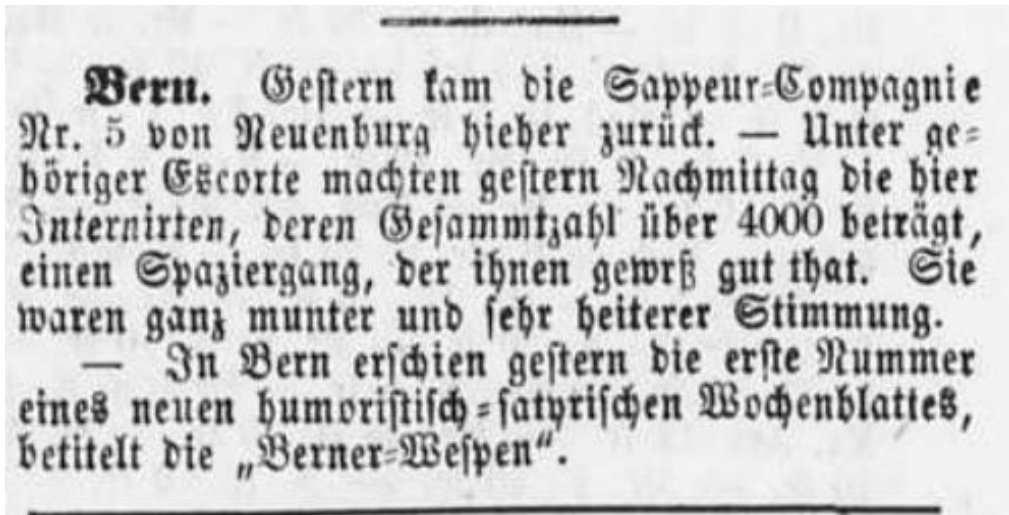 Bern. Gestern kam die Sappeur-Compagnie
Nr. 5 von Neuenburg hieher zurück. — Unter ge-
höriger Escorte machten gestern Nachmittag die hier
Internirten, deren Gesammtzahl über 4000 beträgt,
einen Spaziergang, der ihnen gewrß gut that. Sie
waren ganz munter und sehr heiterer Stimmung.
— In Bern erschien gestern die erste Nummer
eines neuen humoristisch-satyrischen Wochenblattes,
betitelt die „Berner-Wespen“.